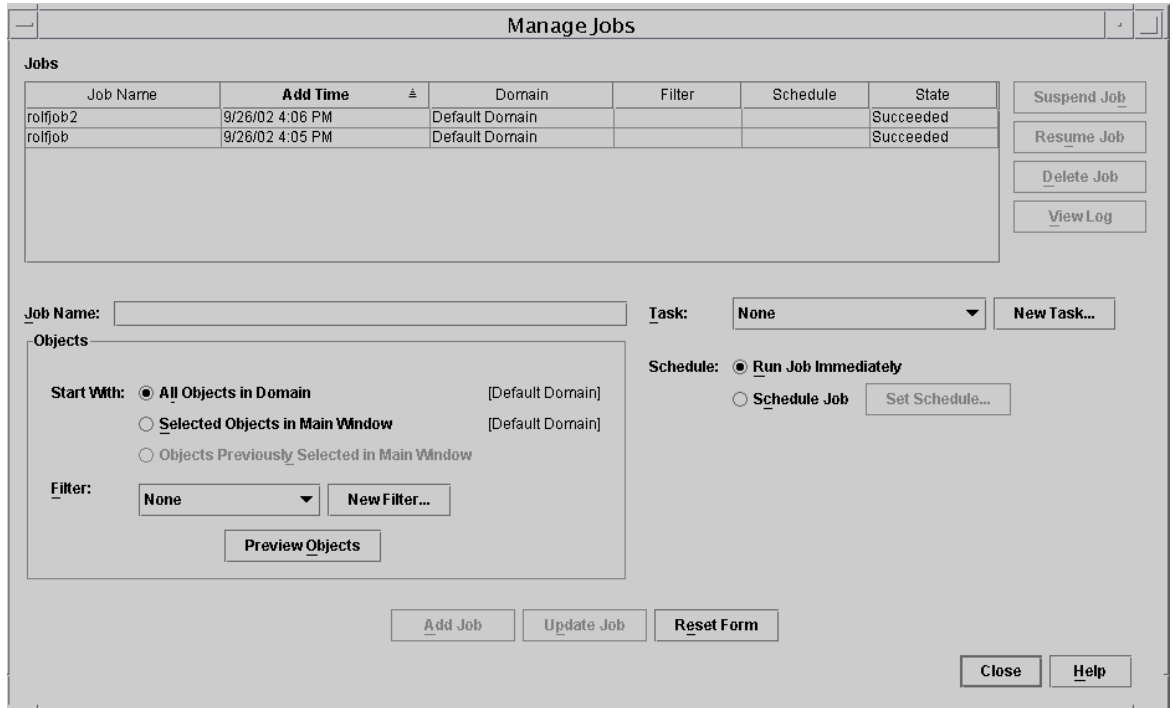 Manage Jobs
Jobs
Job Name Add Time Domain Filter Schedule State
rolfjob2 9/26/02 4:06 PM Default Domain Succeeded
rolfjob 9/26/02 4:05 PM Default Domain Succeeded
Suspend Job
Resume Job
Delete Job
View Log
Job Name:
Task: None New Task...
Objects
Start With: All Objects in Domain [Default Domain]
Selected Objects in Main Window [Default Domain]
Objects Previously Selected in Main Window
Filter: None New Filter...
Preview Objects
Schedule: Run Job Immediately
Schedule Job Set Schedule...
Add Job Update Job Reset Form
Close Help